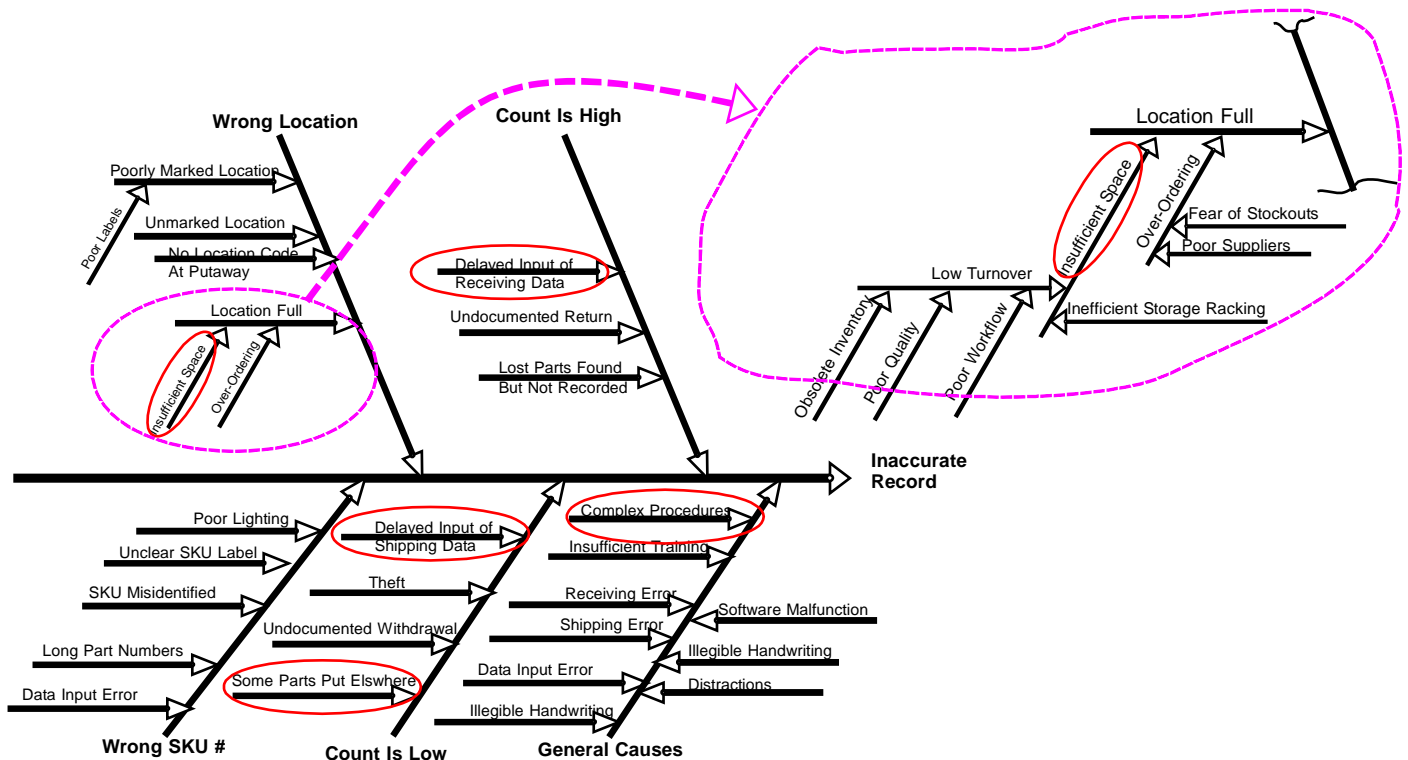 Wrong Location
Poorly Marked Location
Poor Labels
Unmarked Location
No Location Code
At Putaway
Location Full
Insufficient Space
Over-Ordering
Count Is High
Delayed Input of
Receiving Data
Undocumented Return
Lost Parts Found
But Not Recorded
Location Full
Insufficient Space
Over-Ordering
Fear of Stockouts
Poor Suppliers
Low Turnover
Inefficient Storage Racking
Obsolete Inventory
Poor Quality
Poor Workflow
Inaccurate
Record
Poor Lighting
Unclear SKU Label
SKU Misidentified
Long Part Numbers
Data Input Error
Wrong SKU #
Delayed Input of
Shipping Data
Theft
Undocumented Withdrawal
Some Parts Put Elswhere
Count Is Low
Complex Procedures
Insufficient Training
Receiving Error
Software Malfunction
Shipping Error
Illegible Handwriting
Data Input Error
Distractions
Illegible Handwriting
General Causes